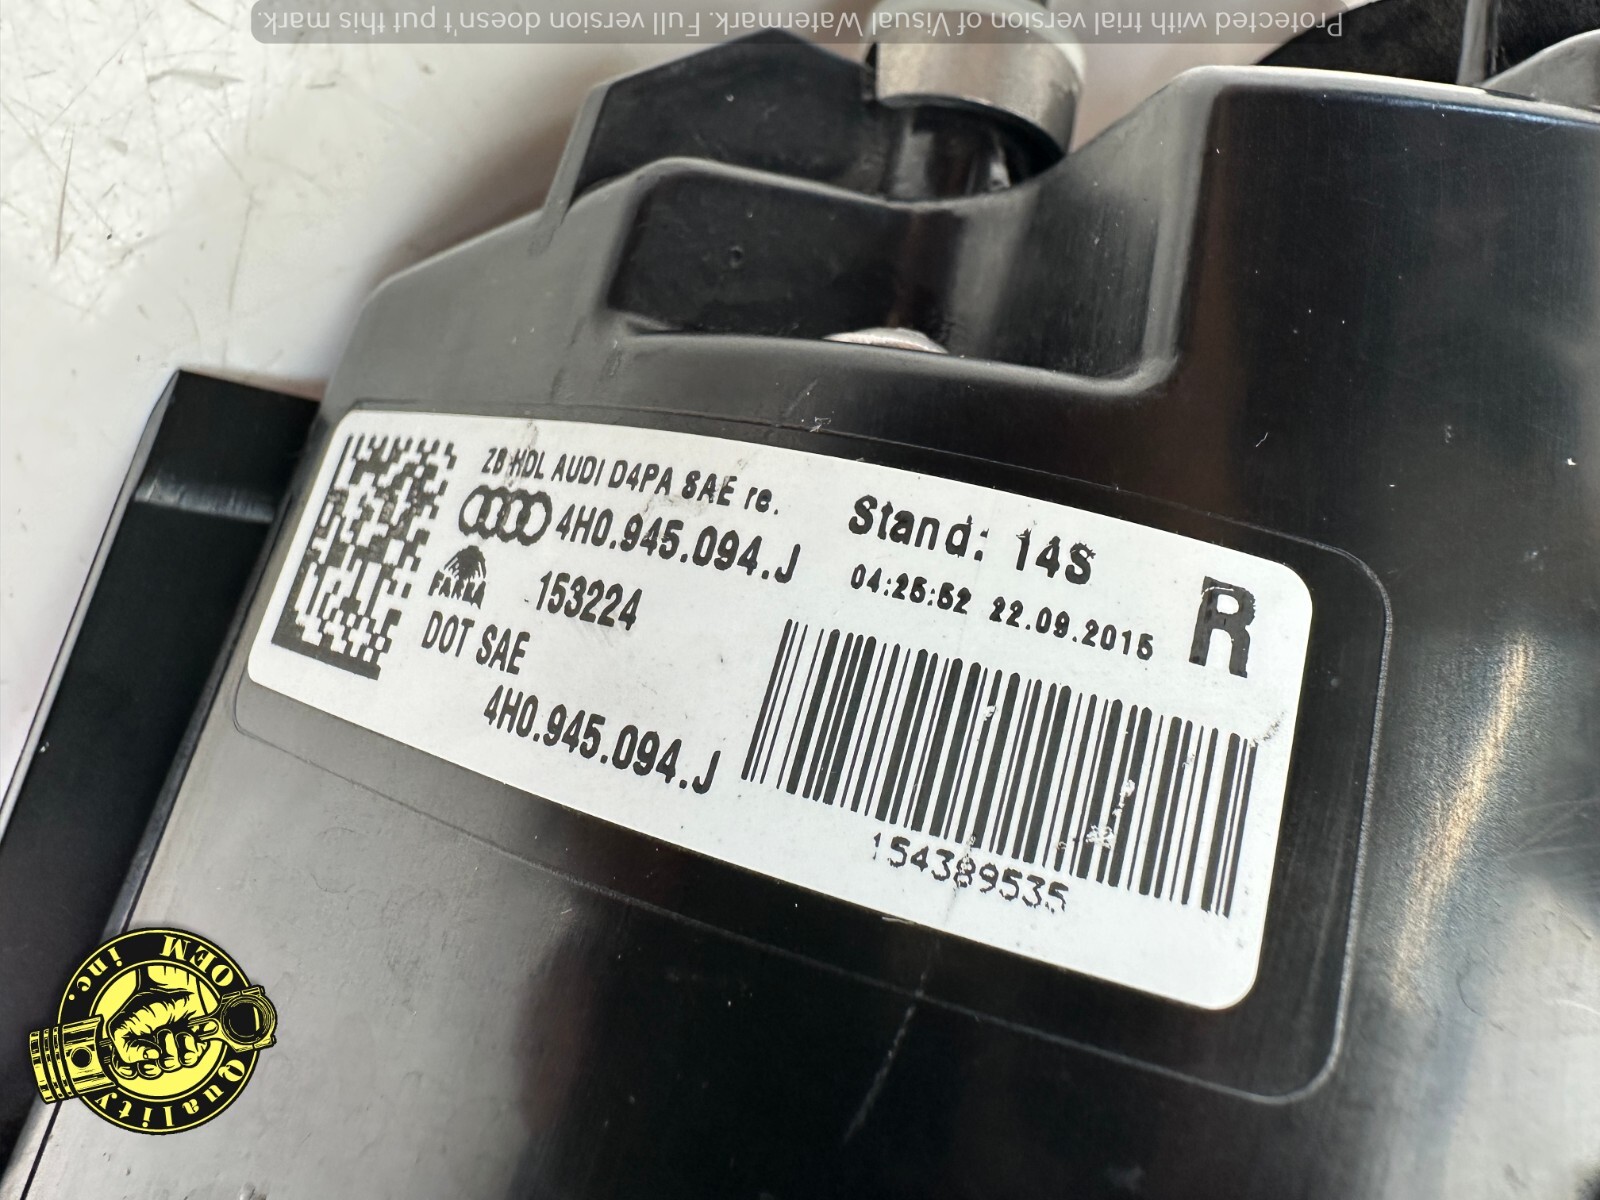 Protected with trial version of Visual Watermark. Full version doesn't put this mark.
ZB HDL AUDI D4PA SAE re.
4H0.945.094.J
FARBA 153224
DOT SAE
4H0.945.094.J
Stand: 14S
04:25:52 22.09.2015
R
154389535
OEM inc.
Quality